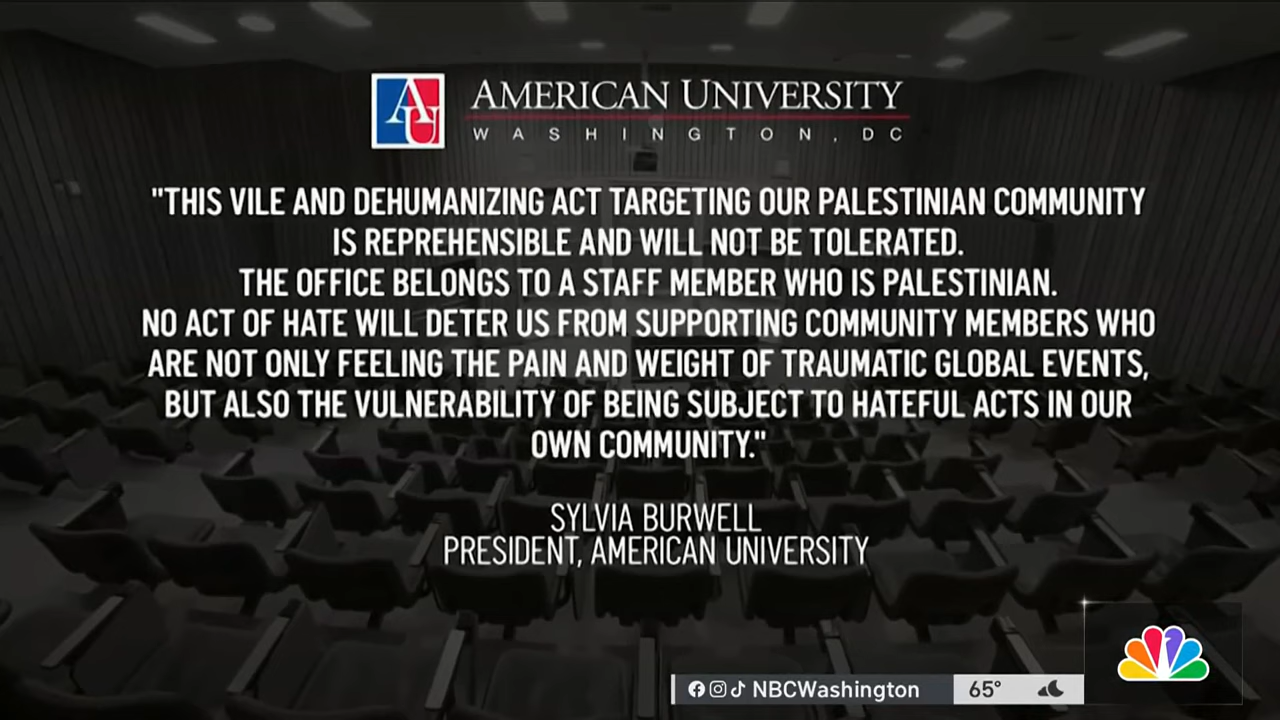 AU
AMERICAN UNIVERSITY
WASHINGTON, DC
"THIS VILE AND DEHUMANIZING ACT TARGETING OUR PALESTINIAN COMMUNITY
IS REPREHENSIBLE AND WILL NOT BE TOLERATED.
THE OFFICE BELONGS TO A STAFF MEMBER WHO IS PALESTINIAN.
NO ACT OF HATE WILL DETER US FROM SUPPORTING COMMUNITY MEMBERS WHO
ARE NOT ONLY FEELING THE PAIN AND WEIGHT OF TRAUMATIC GLOBAL EVENTS,
BUT ALSO THE VULNERABILITY OF BEING SUBJECT TO HATEFUL ACTS IN OUR
OWN COMMUNITY."
SYLVIA BURWELL
PRESIDENT, AMERICAN UNIVERSITY
NBCWashington 65°